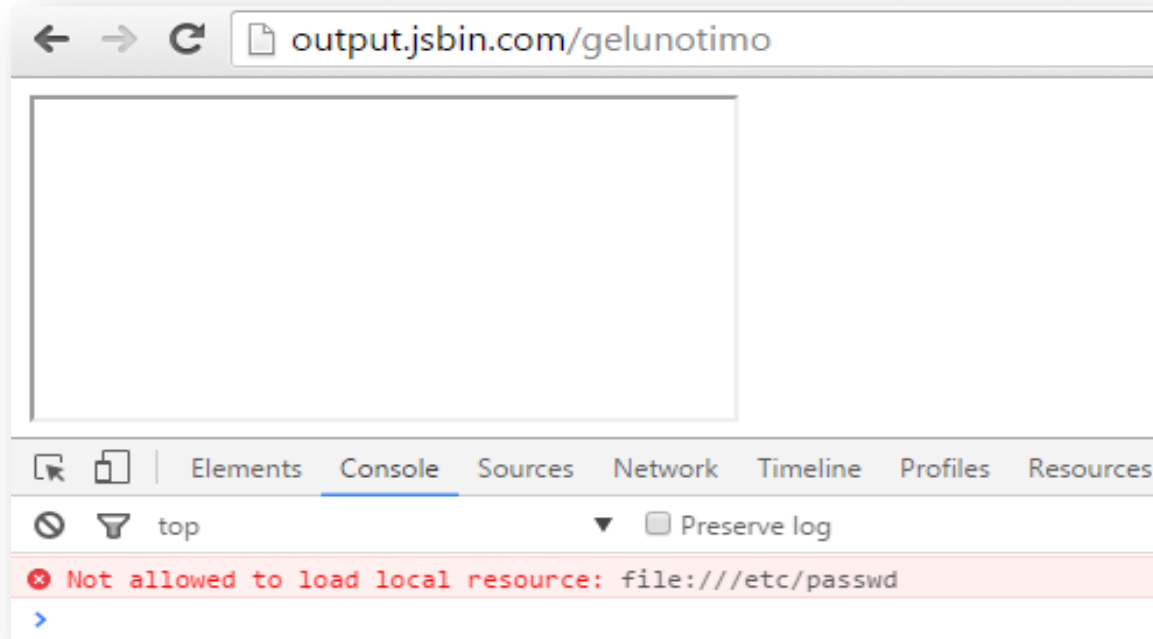 output.jsbin.com/gelunotimo
Elements Console Sources Network Timeline Profiles Resources
top Preserve log
Not allowed to load local resource: file:///etc/passwd